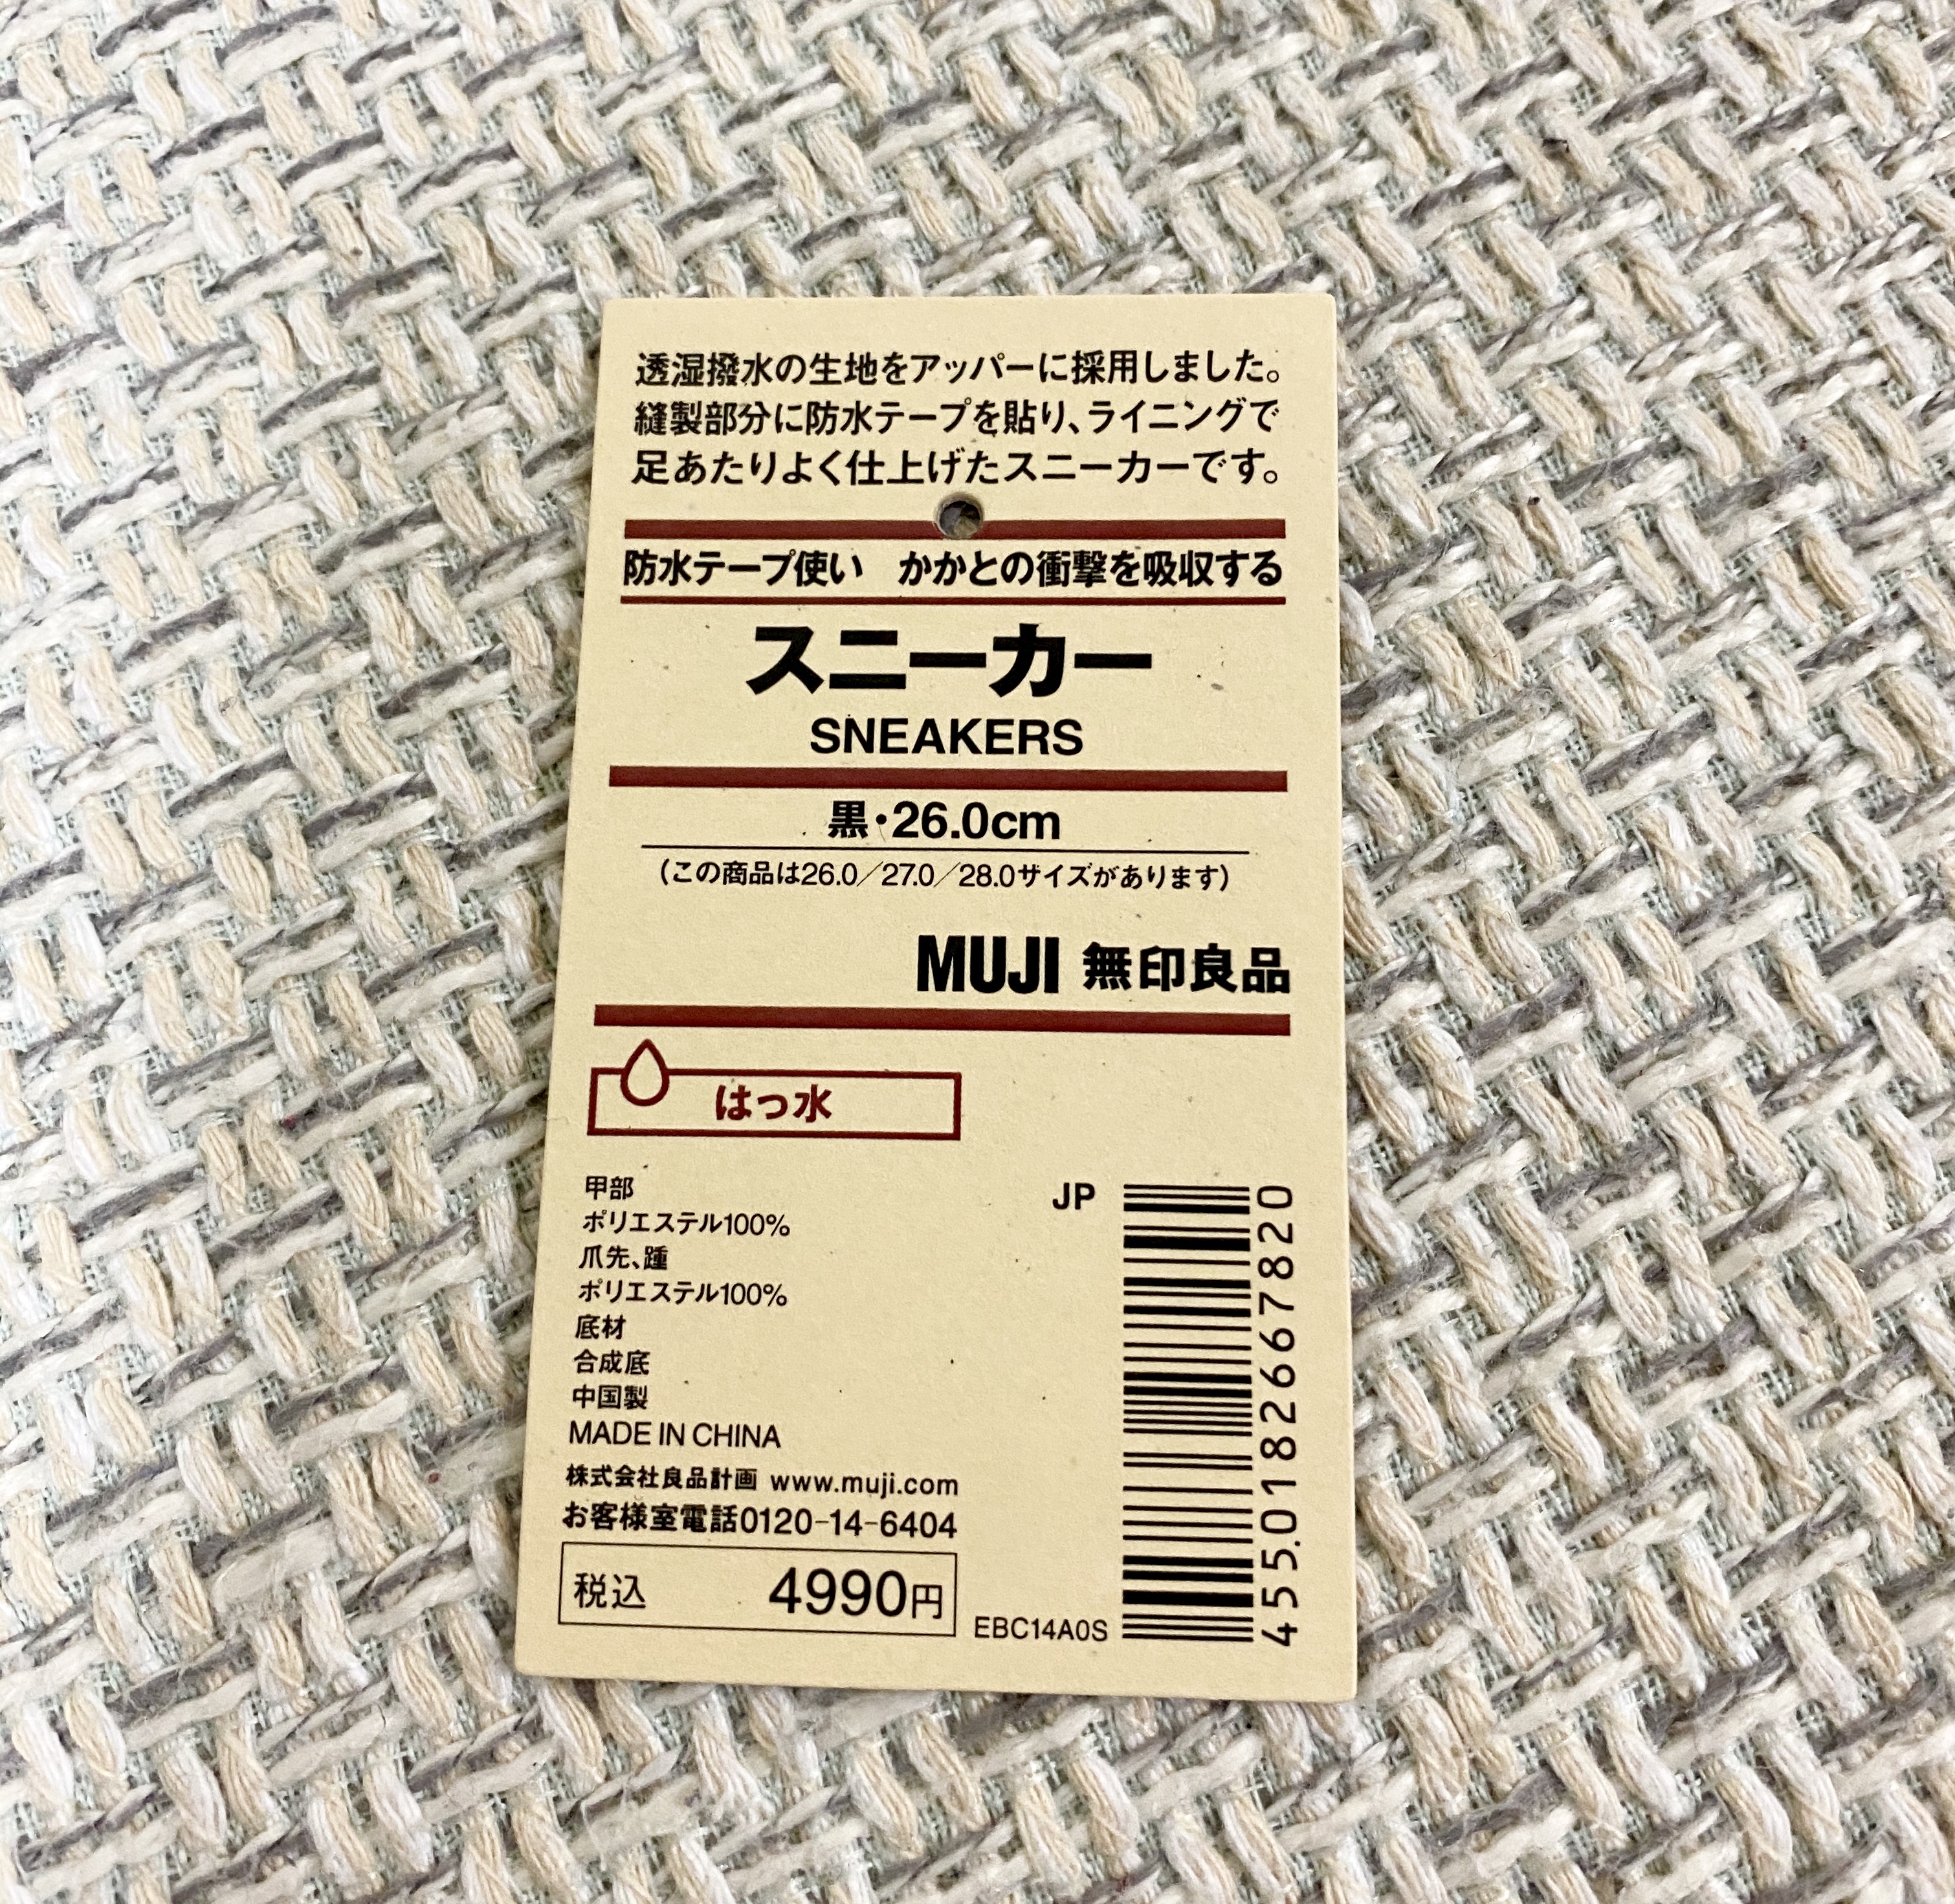 透湿撥水の生地をアッパーに採用しました。
縫製部分に防水テープを貼り、ライニングで
足あたりよく仕上げたスニーカーです。
防水テープ使い　かかとの衝撃を吸収する
スニーカー
SNEAKERS
黒・26.0cm
(この商品は26.0／27.0／28.0サイズがあります)
MUJI 無印良品
はっ水
甲部
ポリエステル100%
爪先、踵
ポリエステル100%
底材
合成底
中国製
MADE IN CHINA
株式会社良品計画 www.muji.com
お客様室電話0120-14-6404
税込 4990円
EBC14A0S
JP
455.0182667820